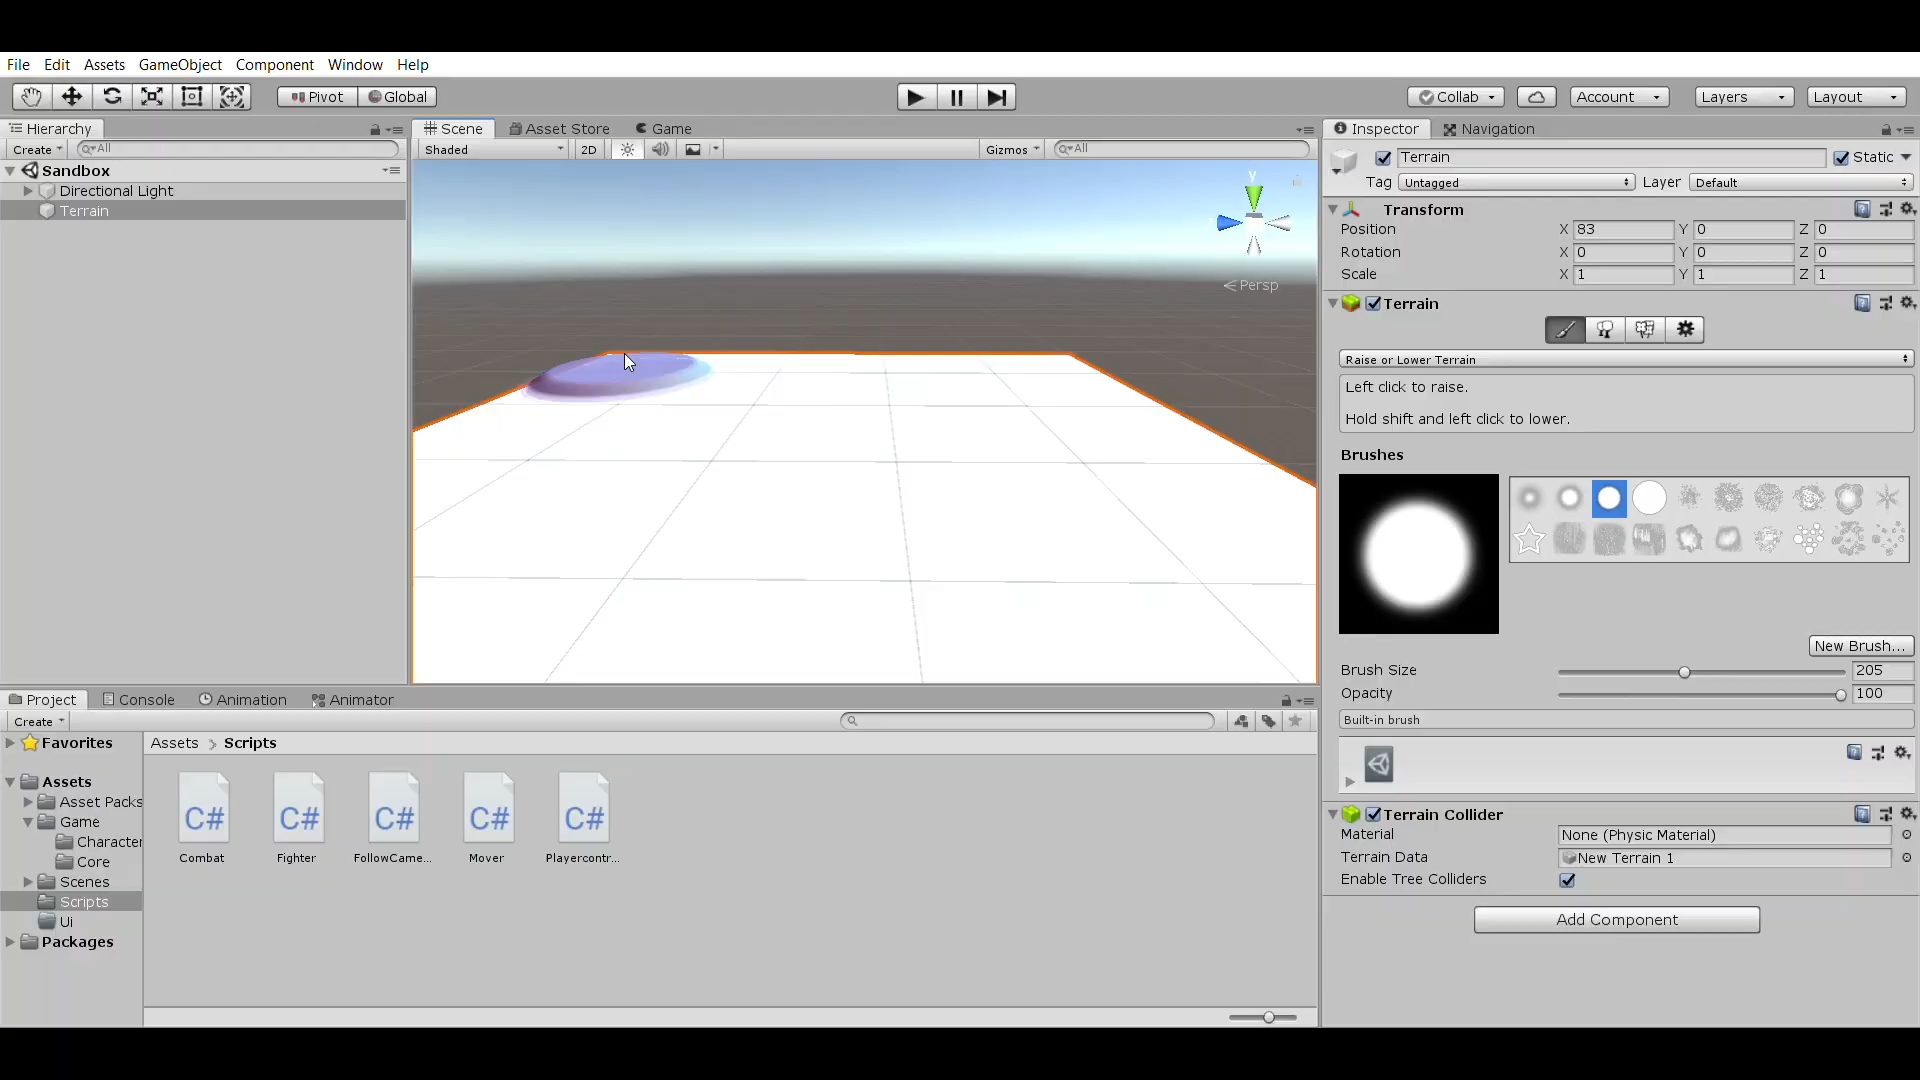 File Edit Assets GameObject Component Window Help
Pivot Global Collab Account Layers Layout
Hierarchy
Create All
Sandbox
Directional Light
Terrain
Scene Asset Store Game
Shaded 2D Gizmos All
y
Persp
Inspector Navigation
Terrain Static
Tag Untagged Layer Default
Transform
Position X 83 Y 0 Z 0
Rotation X 0 Y 0 Z 0
Scale X 1 Y 1 Z 1
Terrain
Raise or Lower Terrain
Left click to raise.
Hold shift and left click to lower.
Brushes
New Brush...
Brush Size 205
Opacity 100
Built-in brush
Terrain Collider
Material None (Physic Material)
Terrain Data New Terrain 1
Enable Tree Colliders
Add Component
Project Console Animation Animator
Create
Favorites
Assets
Asset Packs
Game
Character
Core
Scenes
Scripts
Ui
Packages
Assets > Scripts
C# C# C# C# C#
Combat Fighter FollowCame... Mover Playercontr...